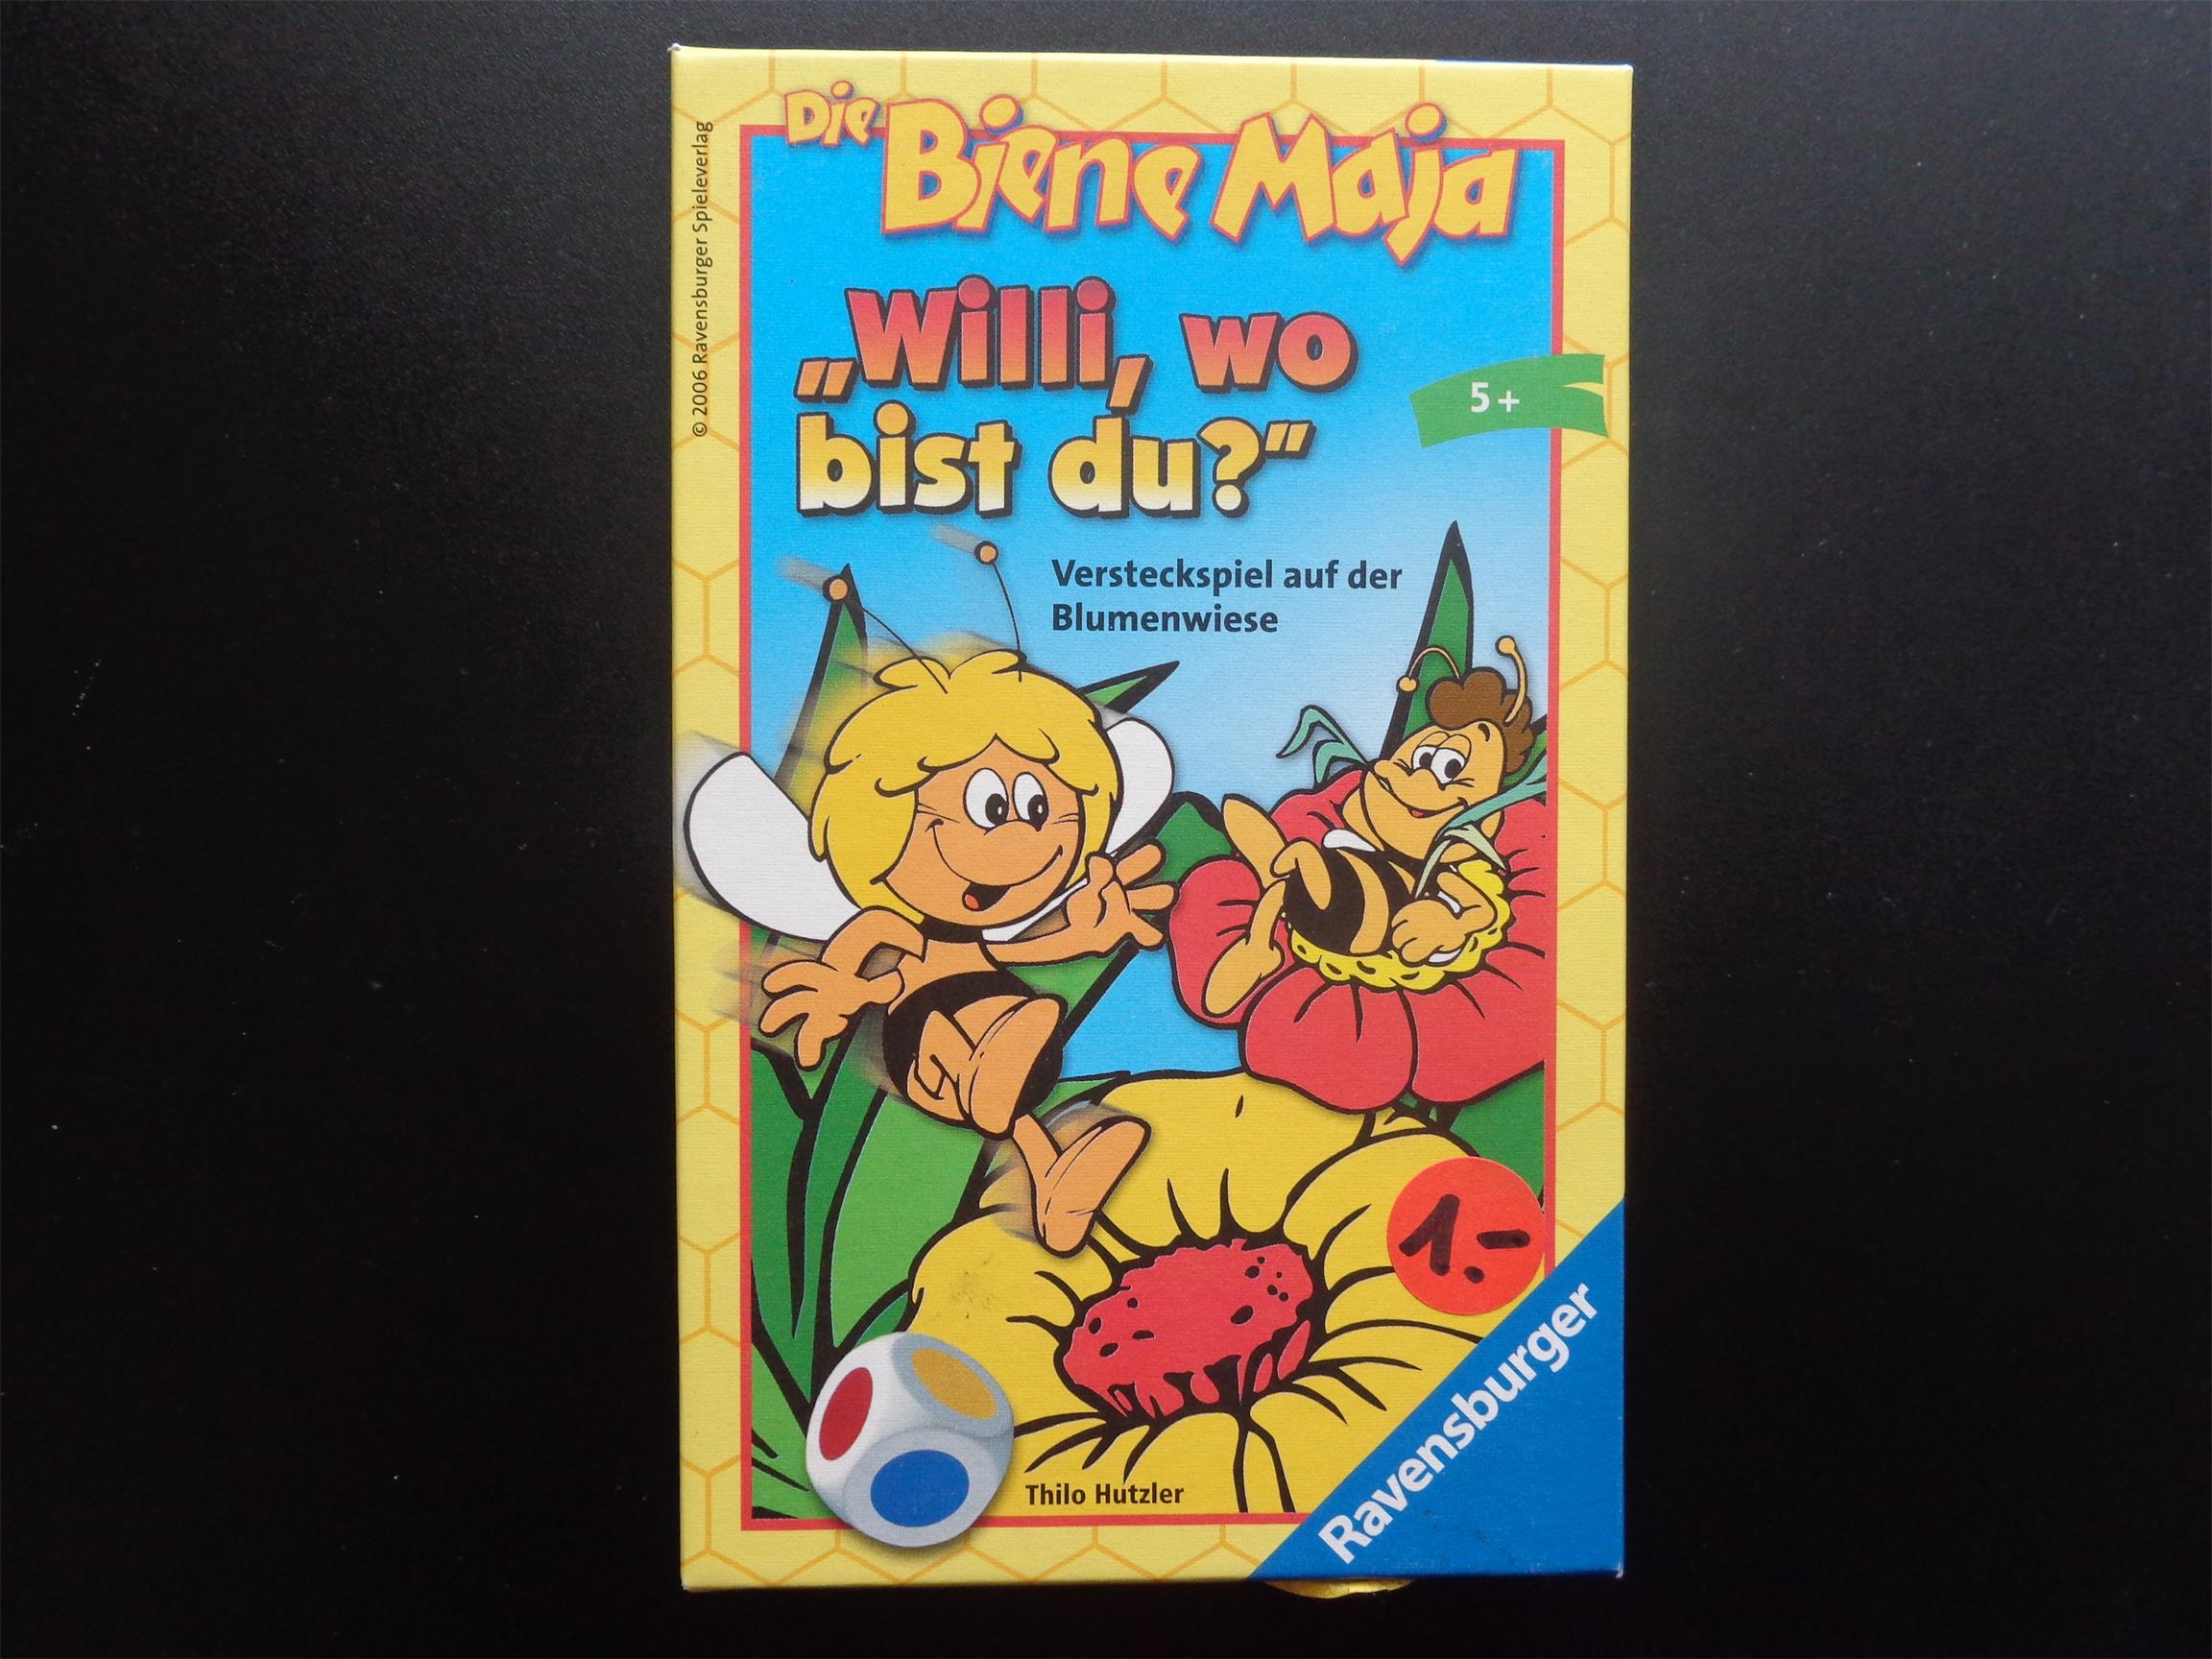 Die Biene Maja
„Willi, wo
bist du?“
5+
Versteckspiel auf der
Blumenwiese
© 2006 Ravensburger Spieleverlag
1.-
Thilo Hutzler
Ravensburger